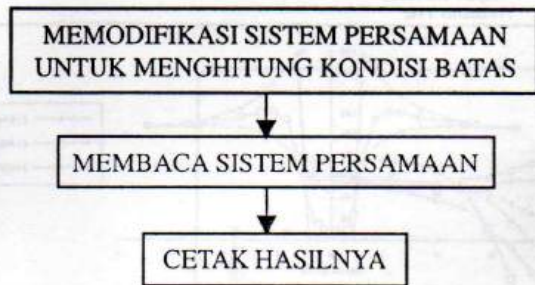 MEMODIFIKASI SISTEM PERSAMAAN
UNTUK MENGHITUNG KONDISI BATAS
MEMBACA SISTEM PERSAMAAN
CETAK HASILNYA